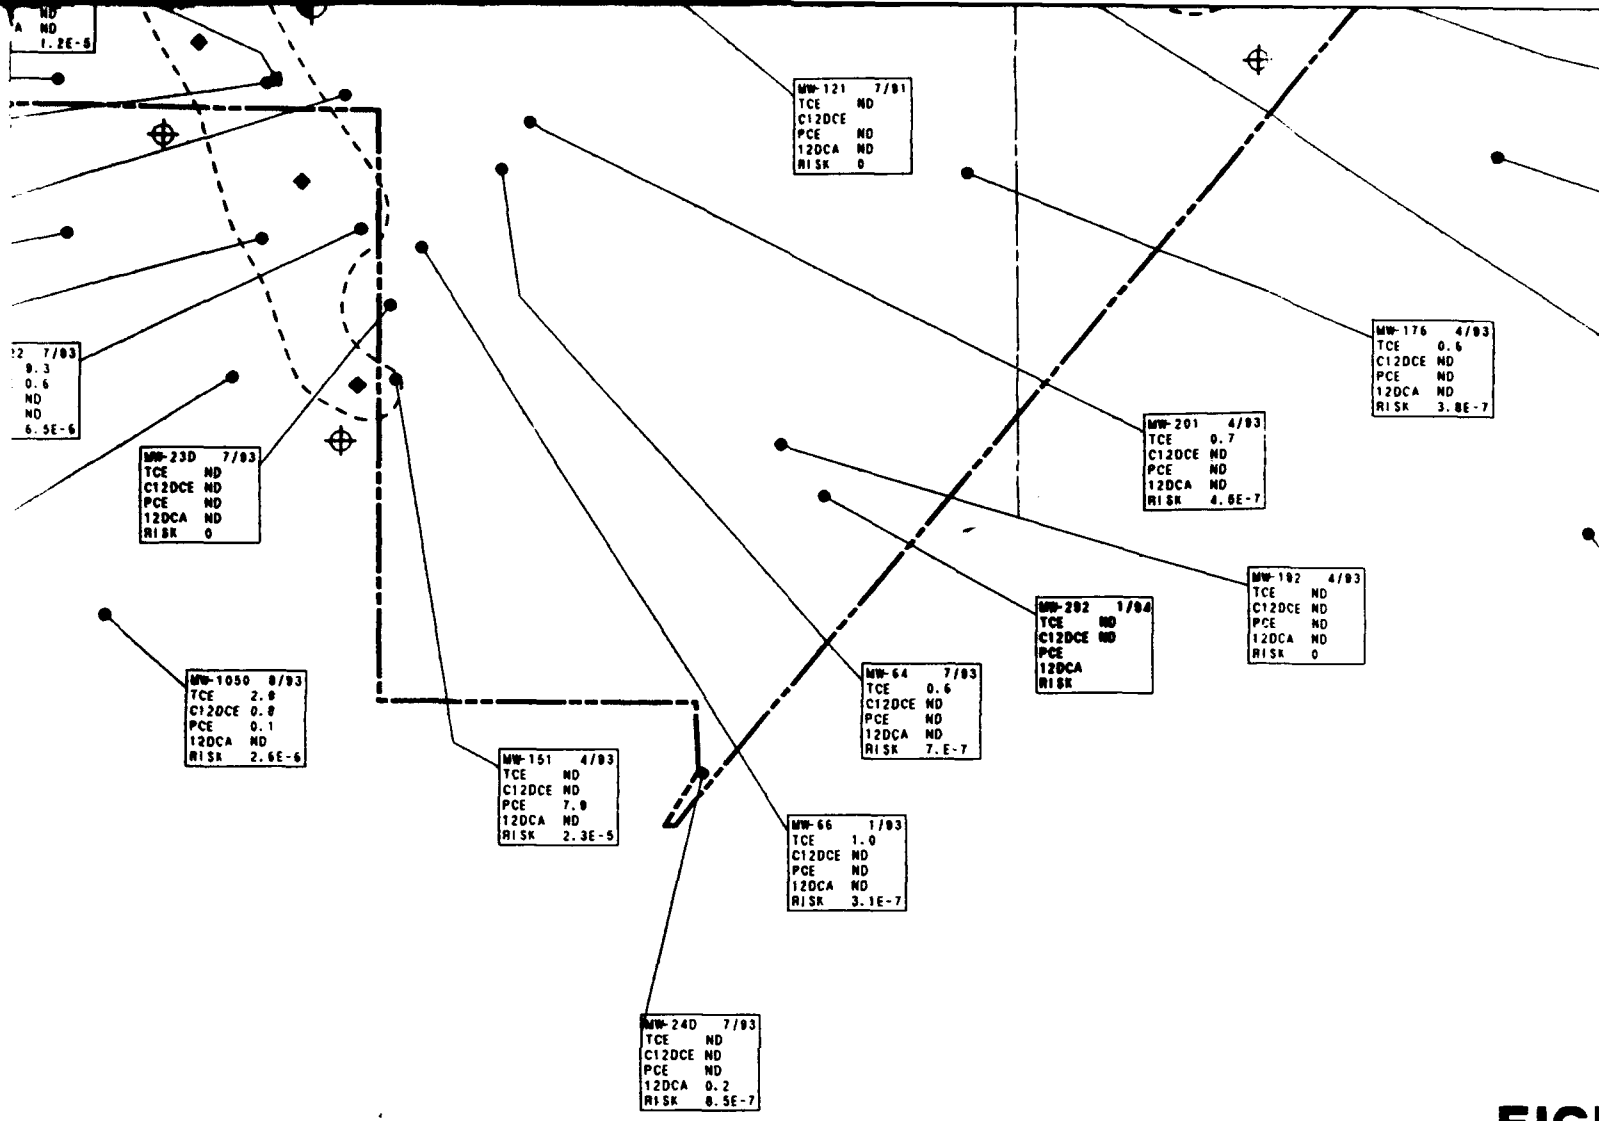 ND
A ND
1.2E-5
MW-121 7/91
TCE ND
C12DCE
PCE ND
12DCA ND
RISK 0
MW-176 4/93
TCE 0.6
C12DCE ND
PCE ND
12DCA ND
RISK 3.8E-7
22 7/93
9.3
0.6
ND
ND
6.5E-6
MW-201 4/93
TCE 0.7
C12DCE ND
PCE ND
12DCA ND
RISK 4.6E-7
MW-23D 7/93
TCE ND
C12DCE ND
PCE ND
12DCA ND
RISK 0
MW-192 4/93
TCE ND
C12DCE ND
PCE ND
12DCA ND
RISK 0
MW-292 1/94
TCE ND
C12DCE ND
PCE
12DCA
RISK
MW-64 7/93
TCE 0.6
C12DCE ND
PCE ND
12DCA ND
RISK 7.E-7
MW-1050 8/93
TCE 2.9
C12DCE 0.8
PCE 0.1
12DCA ND
RISK 2.6E-6
MW-151 4/93
TCE ND
C12DCE ND
PCE 7.9
12DCA ND
RISK 2.3E-5
MW-66 1/93
TCE 1.0
C12DCE ND
PCE ND
12DCA ND
RISK 3.1E-7
MW-24D 7/93
TCE ND
C12DCE ND
PCE ND
12DCA 0.2
RISK 8.5E-7